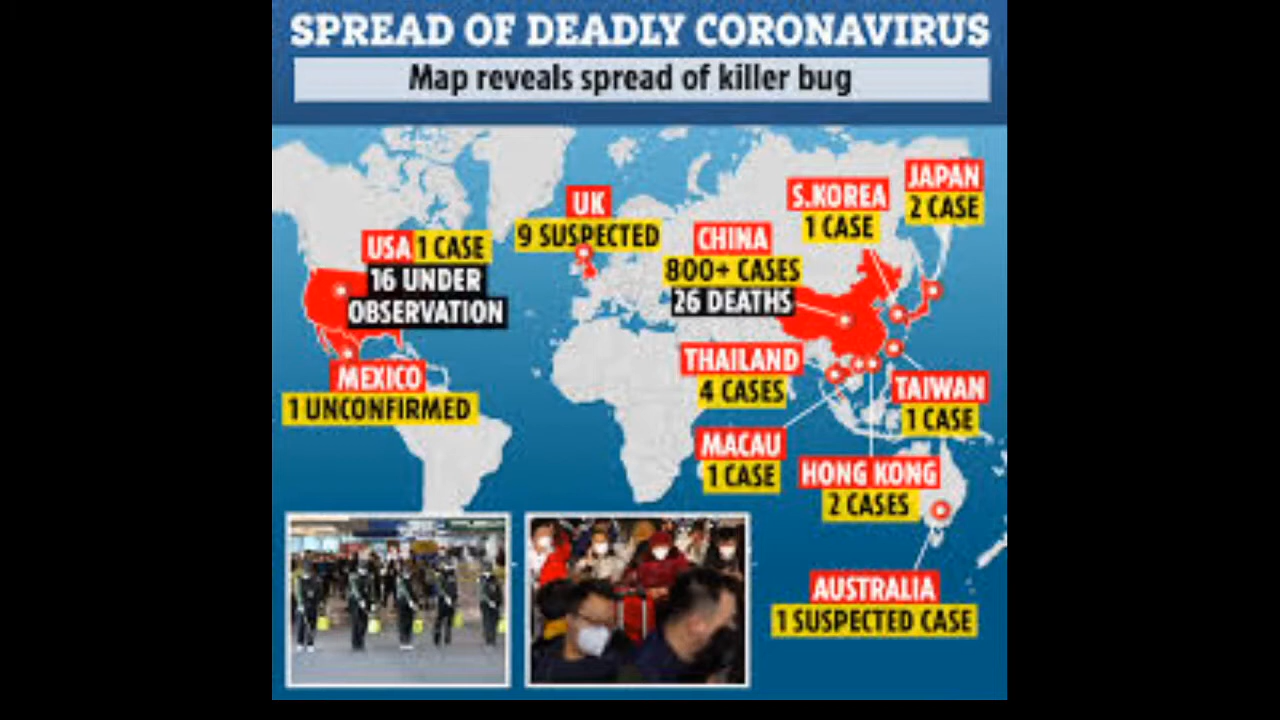 SPREAD OF DEADLY CORONAVIRUS
Map reveals spread of killer bug
JAPAN
2 CASE
S.KOREA
1 CASE
UK
9 SUSPECTED
CHINA
800+ CASES
26 DEATHS
USA 1 CASE
16 UNDER
OBSERVATION
MEXICO
1 UNCONFIRMED
THAILAND
4 CASES
TAIWAN
1 CASE
MACAU
1 CASE
HONG KONG
2 CASES
AUSTRALIA
1 SUSPECTED CASE